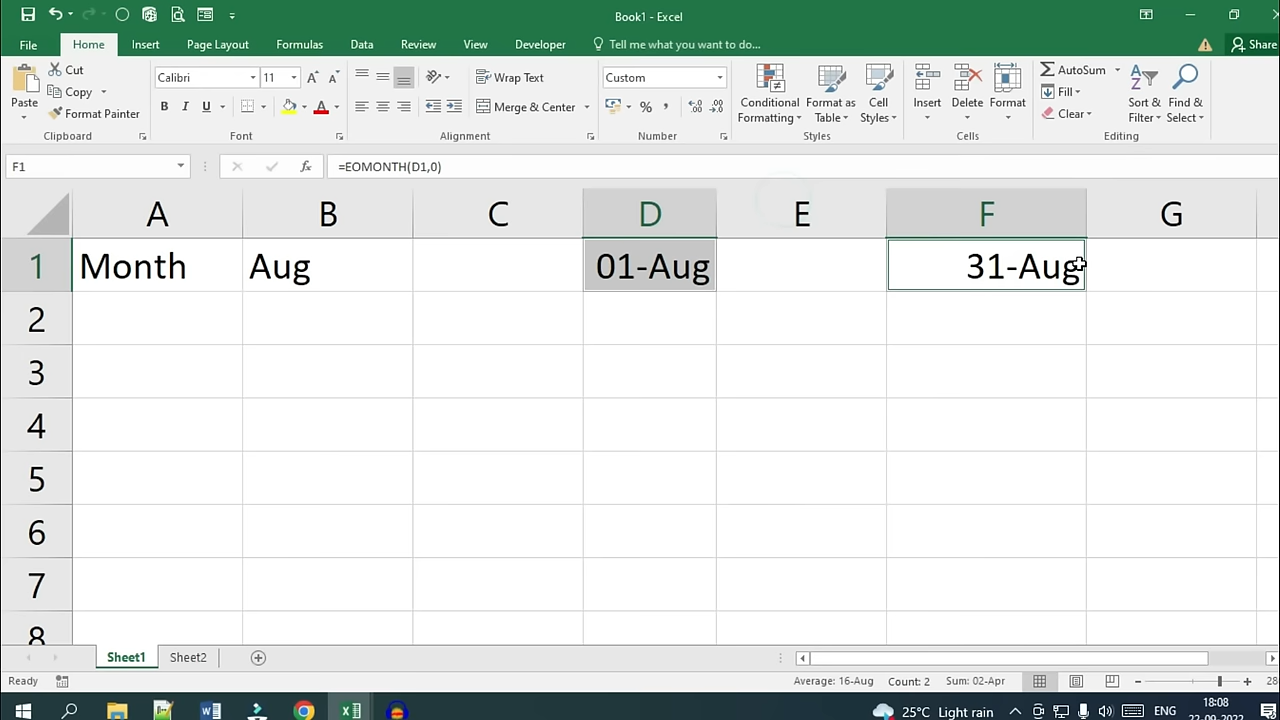 Book1 - Excel
File Home Insert Page Layout Formulas Data Review View Developer Tell me what you want to do... Share
Paste Cut Copy Format Painter
Calibri 11
B I U A
Wrap Text
Merge & Center
Custom
%
Conditional Formatting
Format as Table
Cell Styles
Insert Delete Format
AutoSum
Fill
Clear
Sort & Filter
Find & Select
Clipboard Font Alignment Number Styles Cells Editing
F1 fx =EOMONTH(D1,0)
A B C D E F G
1 Month Aug 01-Aug 31-Aug
2
3
4
5
6
7
8
Sheet1 Sheet2
Ready Average: 16-Aug Count: 2 Sum: 02-Apr
25°C Light rain ENG 18:08
22-09-2022